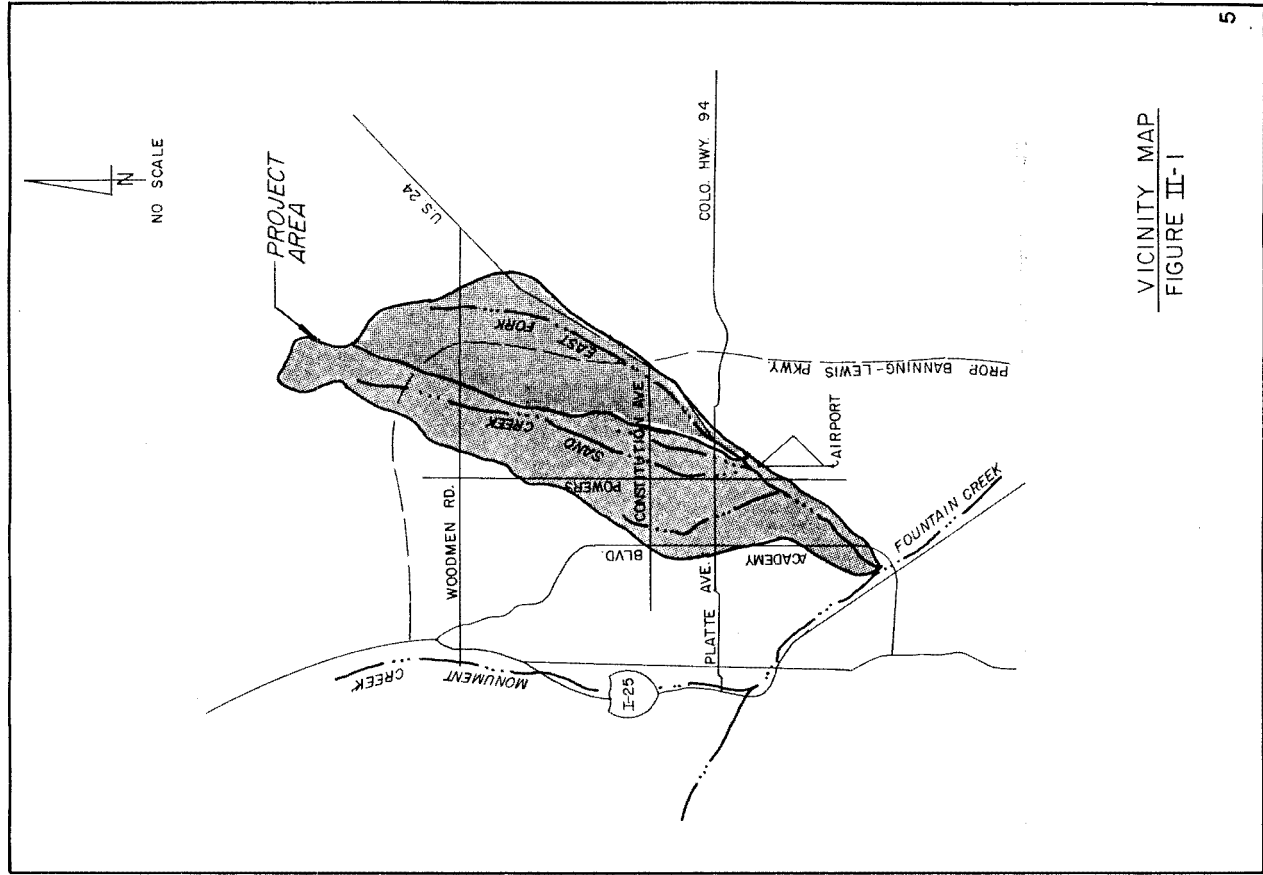 5
N
NO SCALE
PROJECT
AREA
U.S. 24
EAST
FORK
SAND
CREEK
WOODMEN RD.
CONSTITUTION AVE
POWERS
BLVD.
COLO. HWY. 94
PLATTE AVE.
ACADEMY
PROP BANNING-LEWIS PKWY.
AIRPORT
FOUNTAIN CREEK
MONUMENT
CREEK
I-25
VICINITY MAP
FIGURE II-1